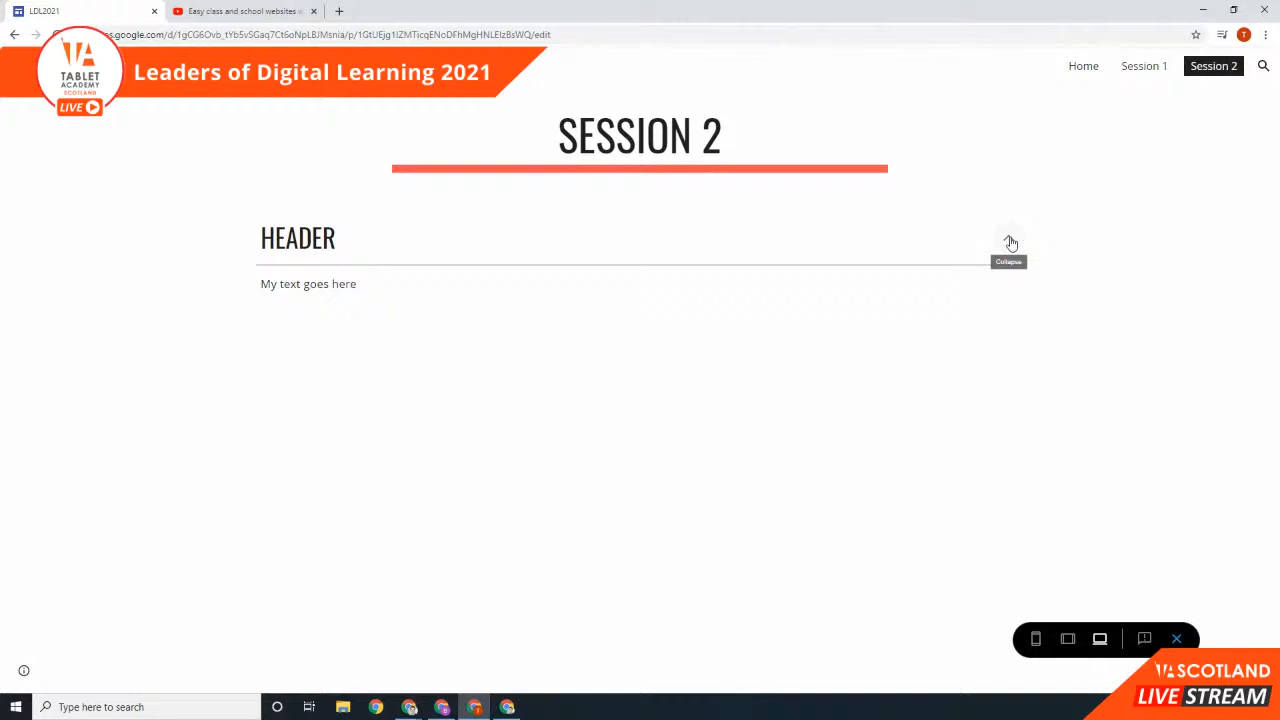 LDL2021
Easy class and school websites w
s.google.com/d/1gCG6Ovb_tYb5vSGaq7Ct6oNpLBJMsnia/p/1GtUEjg1iZMTicqENoDFhMgHNLEIzBsWQ/edit
T
TABLET
ACADEMY
SCOTLAND
LIVE
Leaders of Digital Learning 2021
Home
Session 1
Session 2
SESSION 2
HEADER
Collapse
My text goes here
TA SCOTLAND
LIVE STREAM
Type here to search